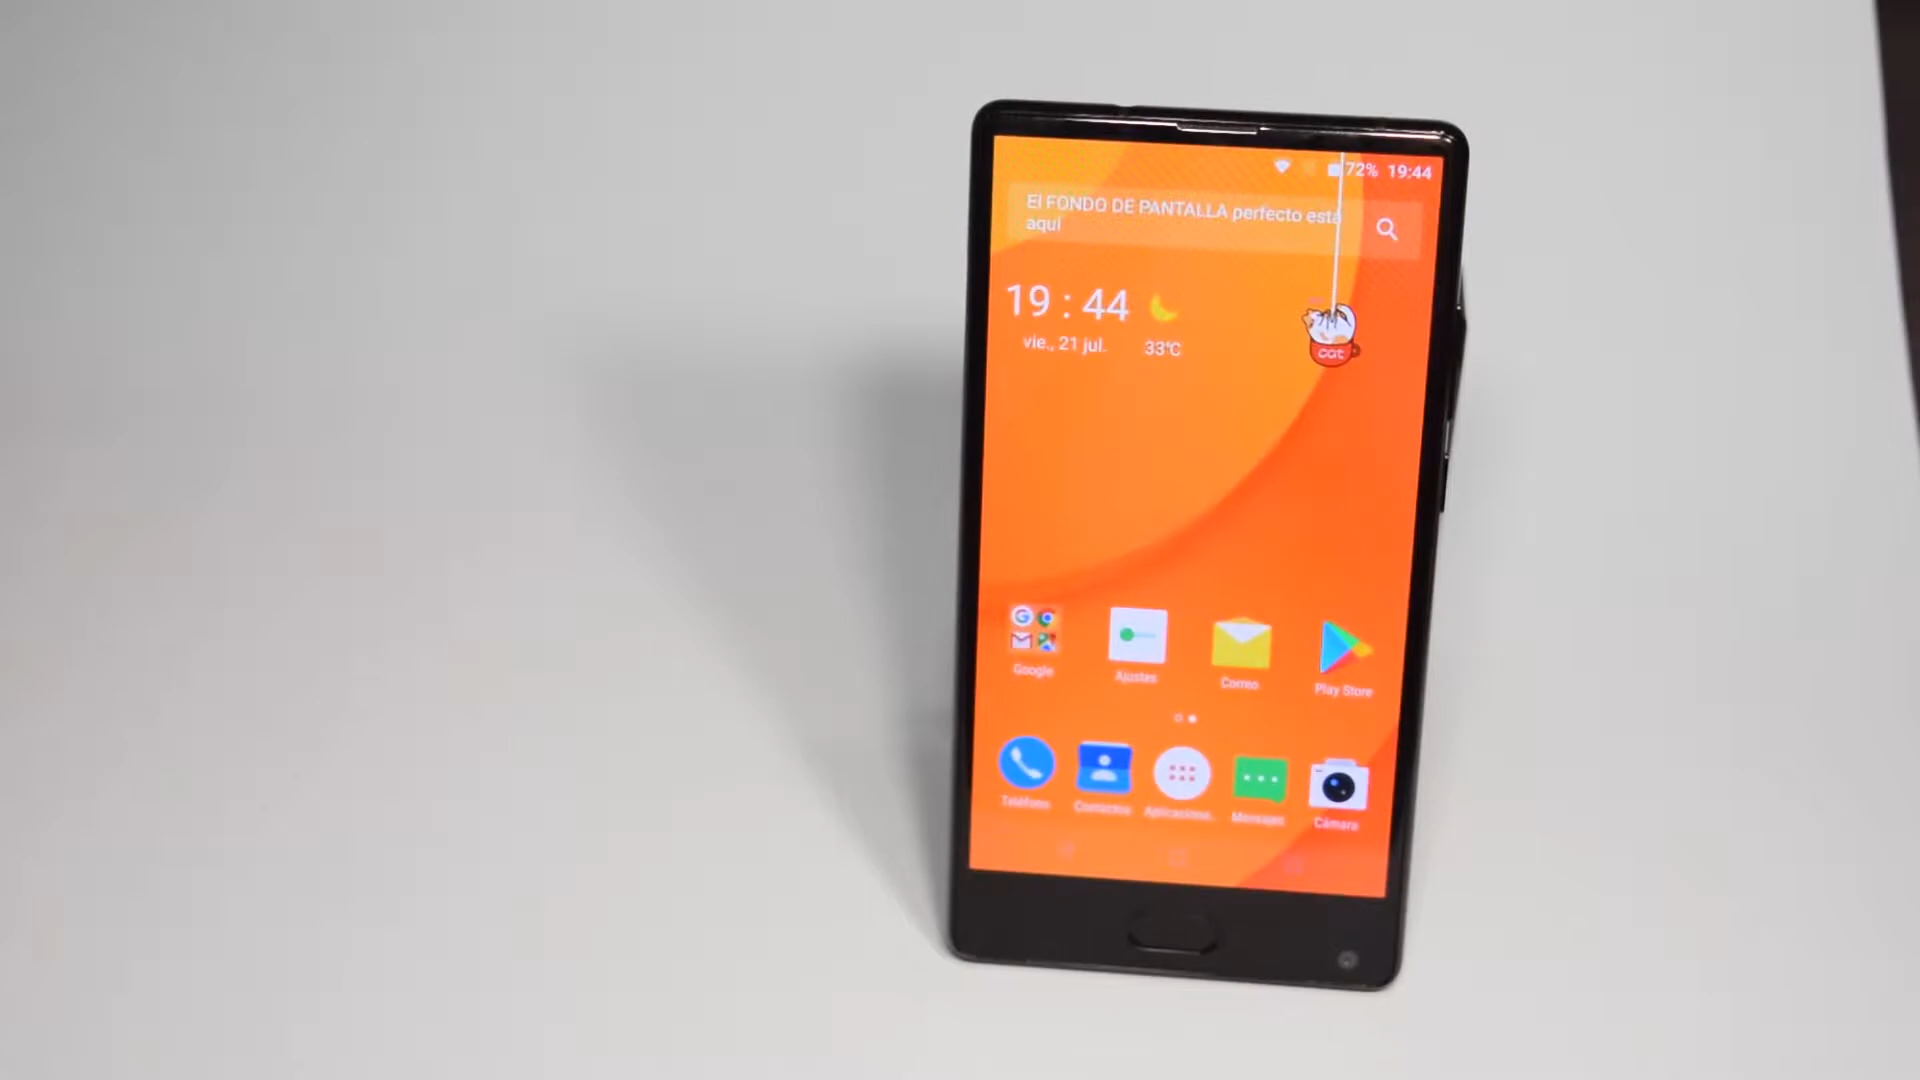 72% 19:44
El FONDO DE PANTALLA perfecto está
aquí
19 : 44
vie., 21 jul. 33°C
cat
Google Ajustes Correo Play Store
Teléfono Contactos Aplicacione... Mensajes Cámara